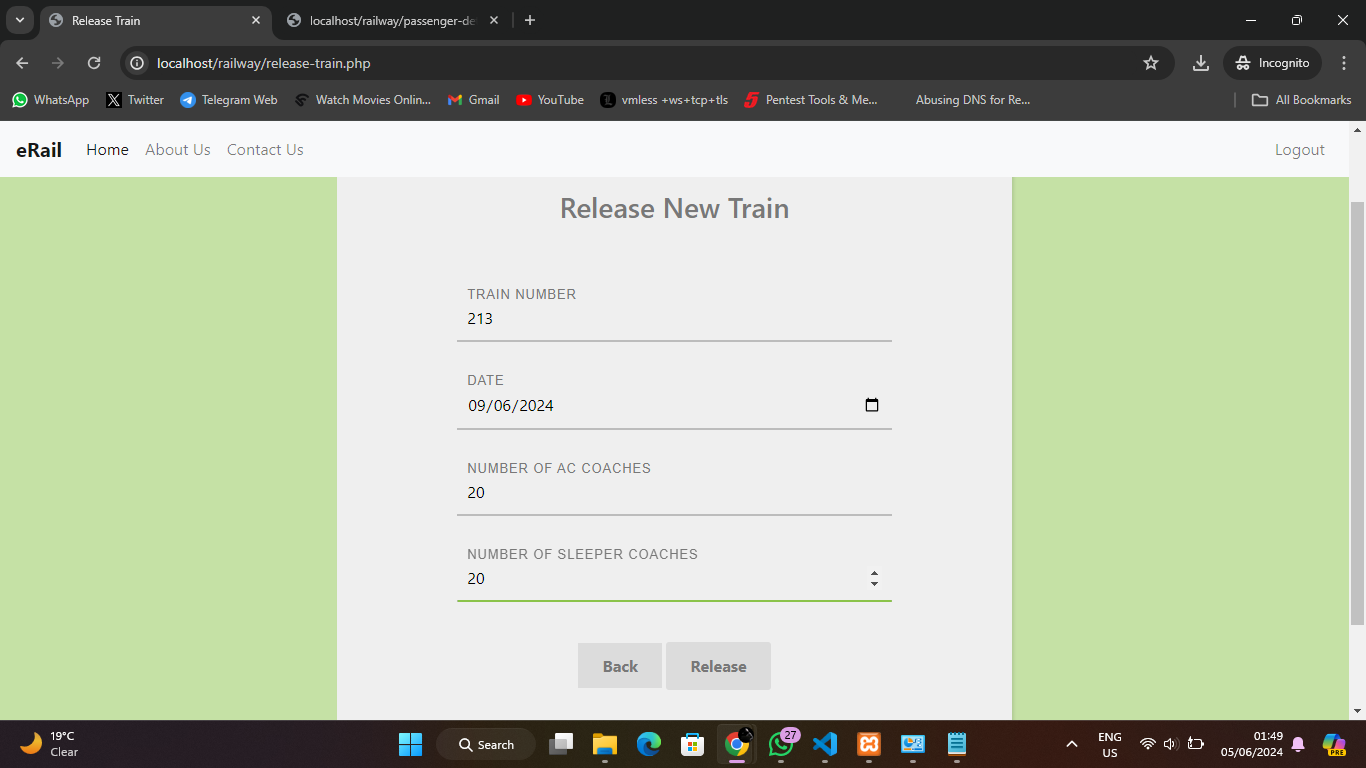 Release Train
localhost/railway/passenger-de
localhost/railway/release-train.php
Incognito
WhatsApp
Twitter
Telegram Web
Watch Movies Onlin...
Gmail
YouTube
vmless +ws+tcp+tls
Pentest Tools & Me...
Abusing DNS for Re...
All Bookmarks
eRail
Home
About Us
Contact Us
Logout
Release New Train
TRAIN NUMBER
213
DATE
09/06/2024
NUMBER OF AC COACHES
20
NUMBER OF SLEEPER COACHES
20
Back
Release
19°C
Clear
Search
27
ENG
US
01:49
05/06/2024
PRE